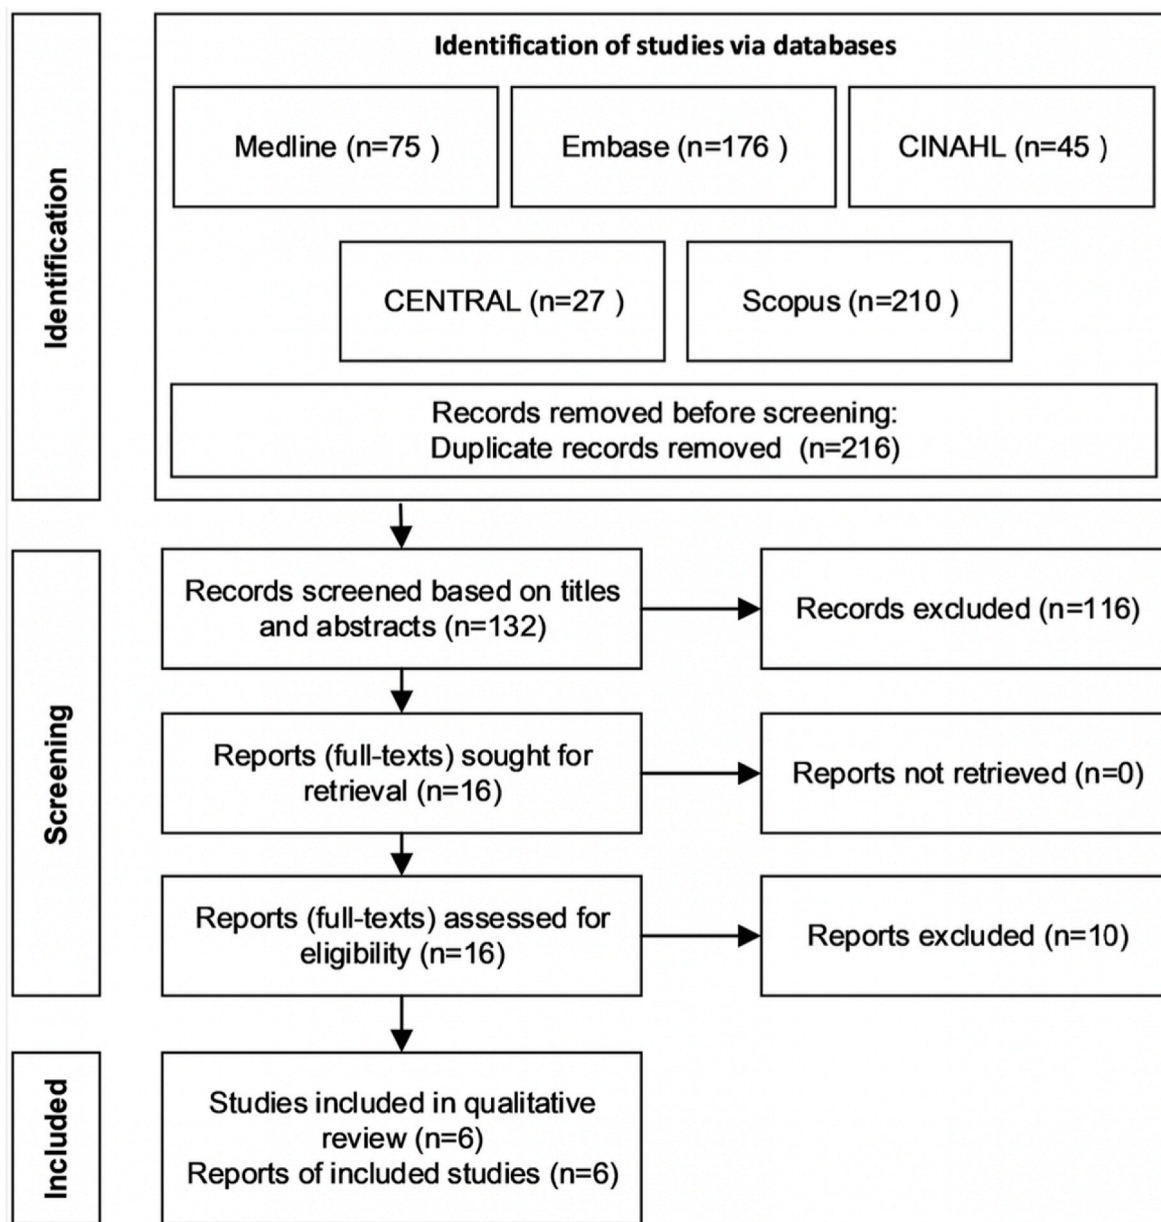 Identification of studies via databases
Medline (n=75 )
Embase (n=176 )
CINAHL (n=45 )
CENTRAL (n=27 )
Scopus (n=210 )
Records removed before screening:
Duplicate records removed  (n=216)
Identification
Records screened based on titles
and abstracts (n=132)
Records excluded (n=116)
Reports (full-texts) sought for
retrieval (n=16)
Reports not retrieved (n=0)
Reports (full-texts) assessed for
eligibility (n=16)
Reports excluded (n=10)
Screening
Studies included in qualitative
review (n=6)
Reports of included studies (n=6)
Included